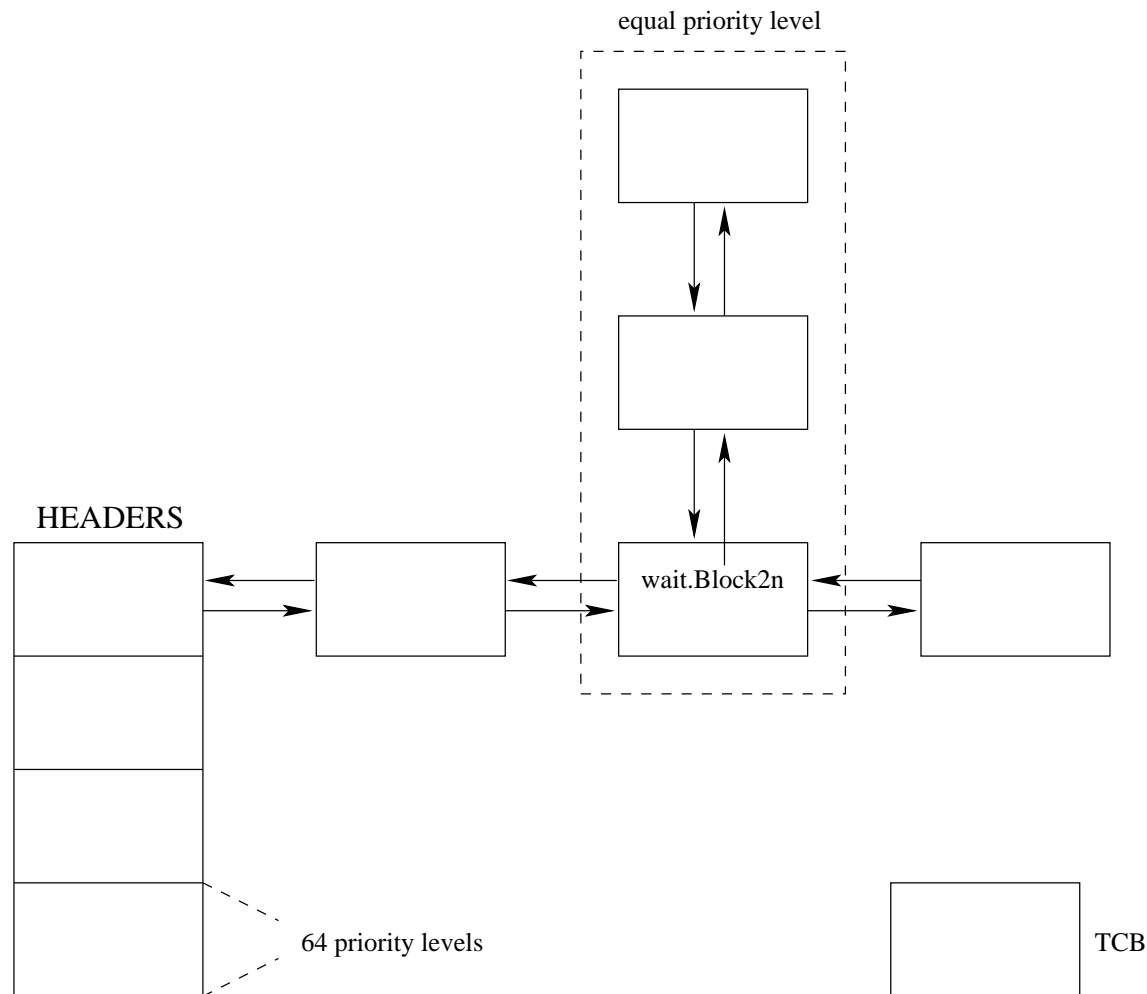 equal priority level
HEADERS
wait.Block2n
64 priority levels
TCB